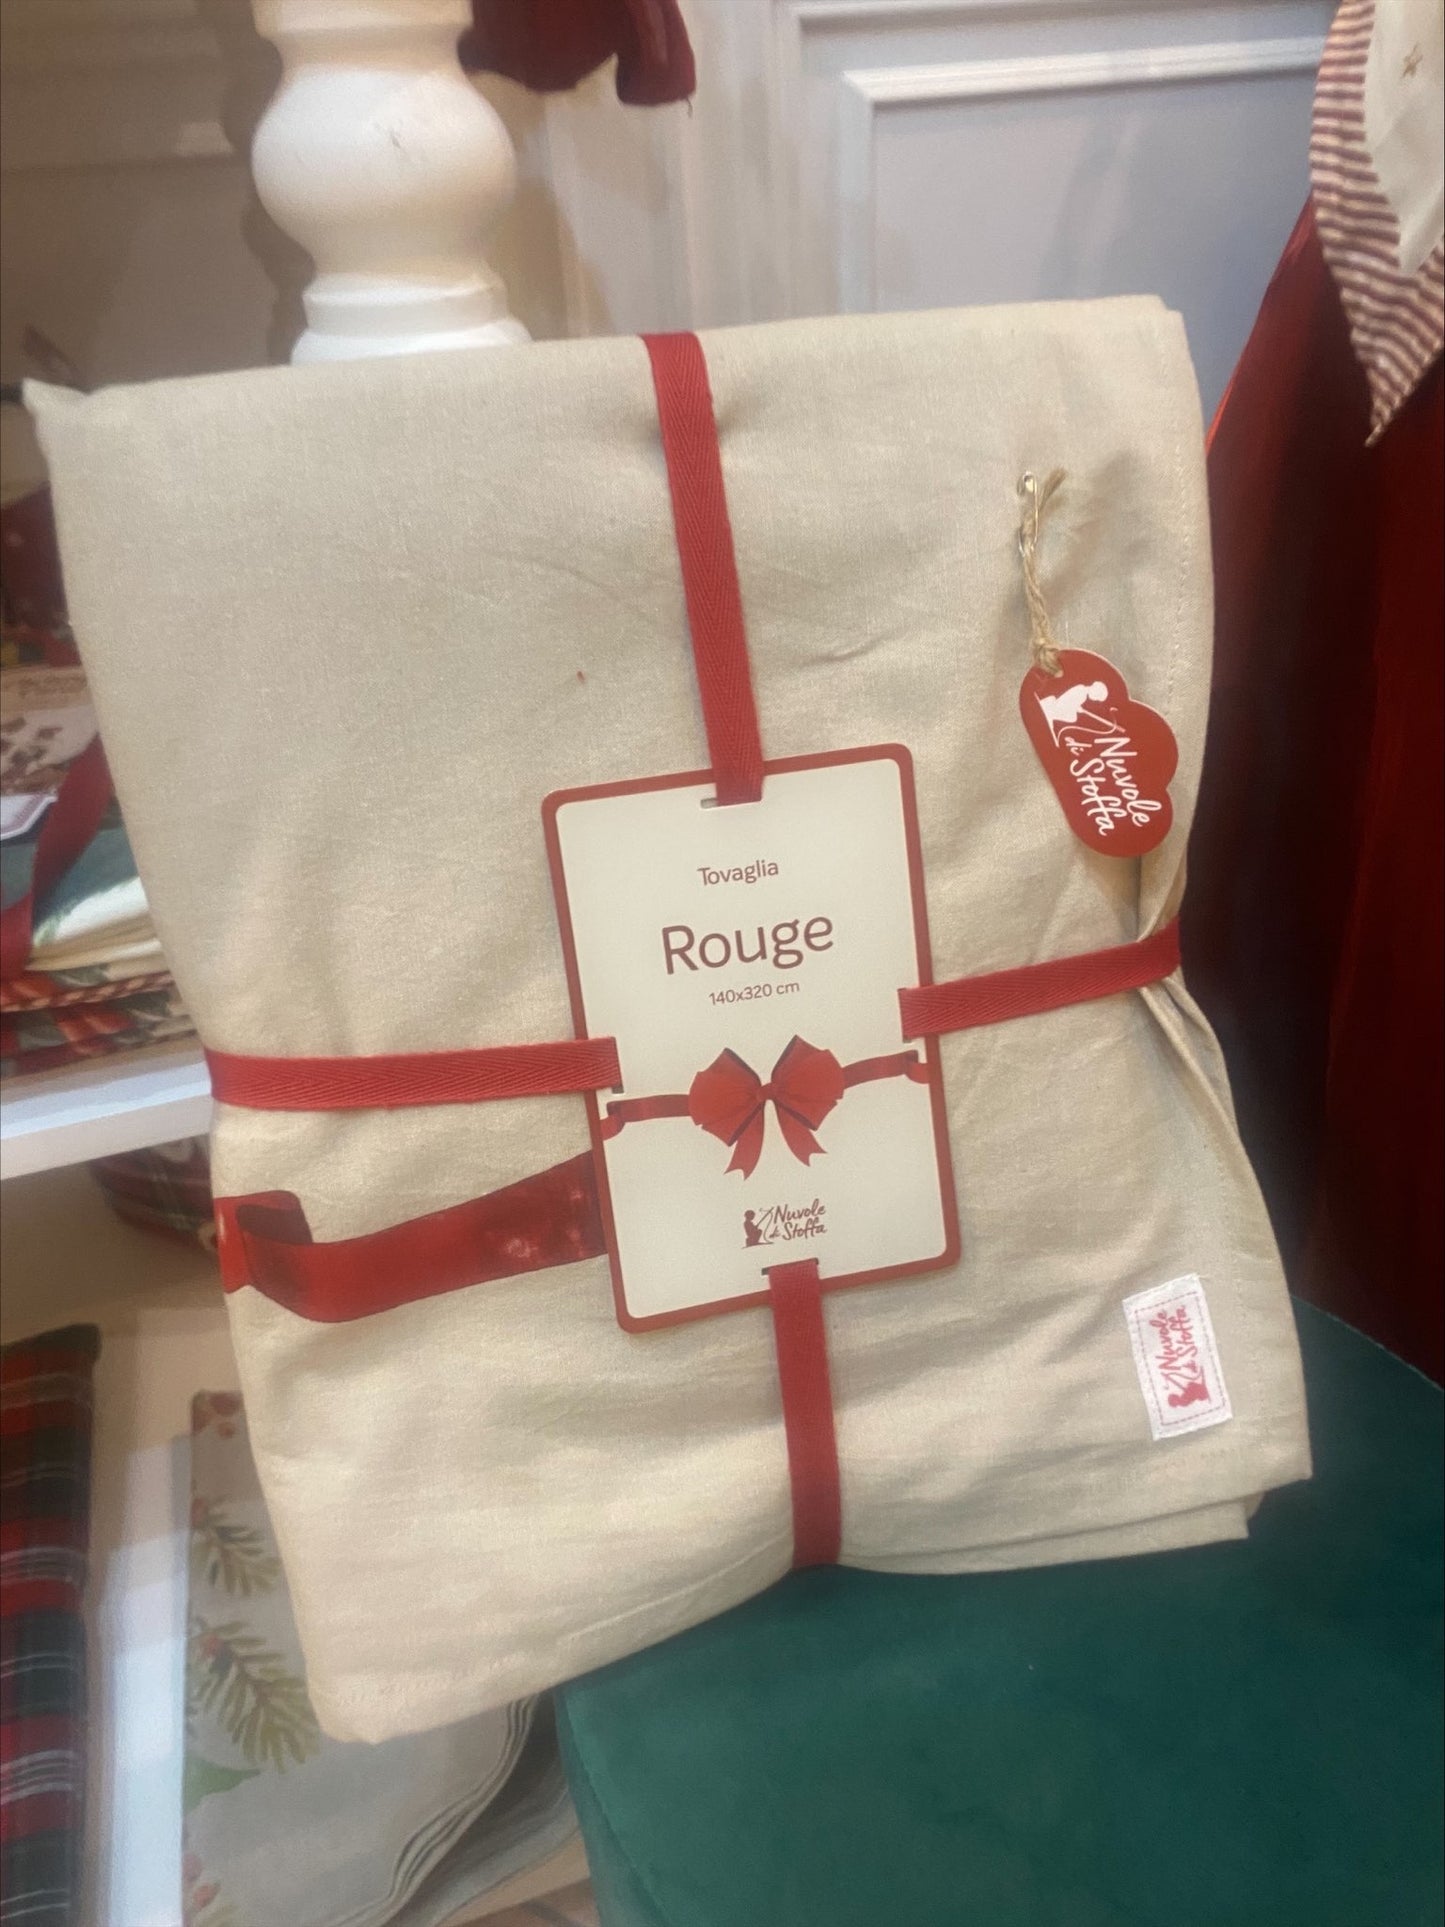 Nuvole
di Stoffa
Tovaglia
Rouge
140x320 cm
Nuvole
di Stoffa
Nuvole
di Stoffa